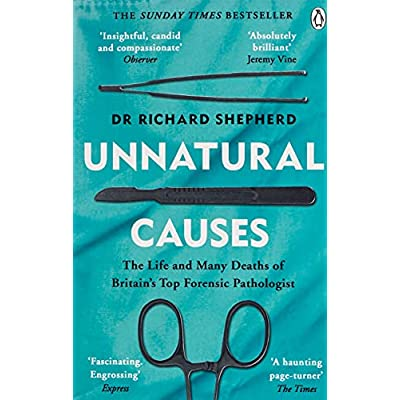 THE SUNDAY TIMES BESTSELLER
'Insightful, candid
and compassionate'
Observer
'Absolutely
brilliant'
Jeremy Vine
DR RICHARD SHEPHERD
UNNATURAL
CAUSES
The Life and Many Deaths of
Britain's Top Forensic Pathologist
'Fascinating.
Engrossing'
Express
'A haunting
page-turner'
The Times